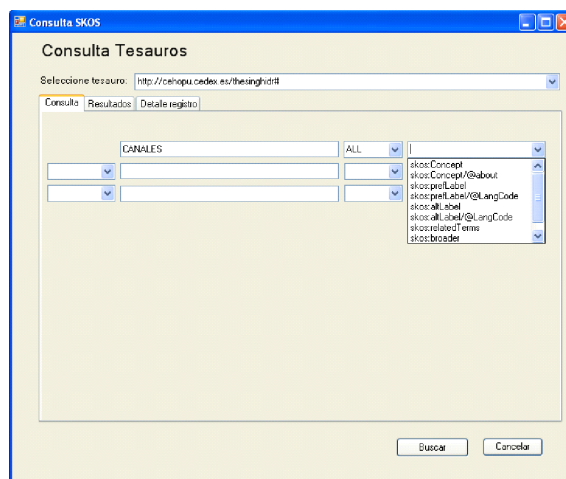 Consulta SKOS
Consulta Tesauros
Seleccione tesauro: http://cehopu.cedex.es/thesinghidr#
Consulta Resultados Detalle registro
CANALES ALL
skos:Concept
skos:Concept/@about
skos:prefLabel
skos:prefLabel/@LangCode
skos:altLabel
skos:altLabel/@LangCode
skos:relatedTerms
skos:broader
Buscar Cancelar